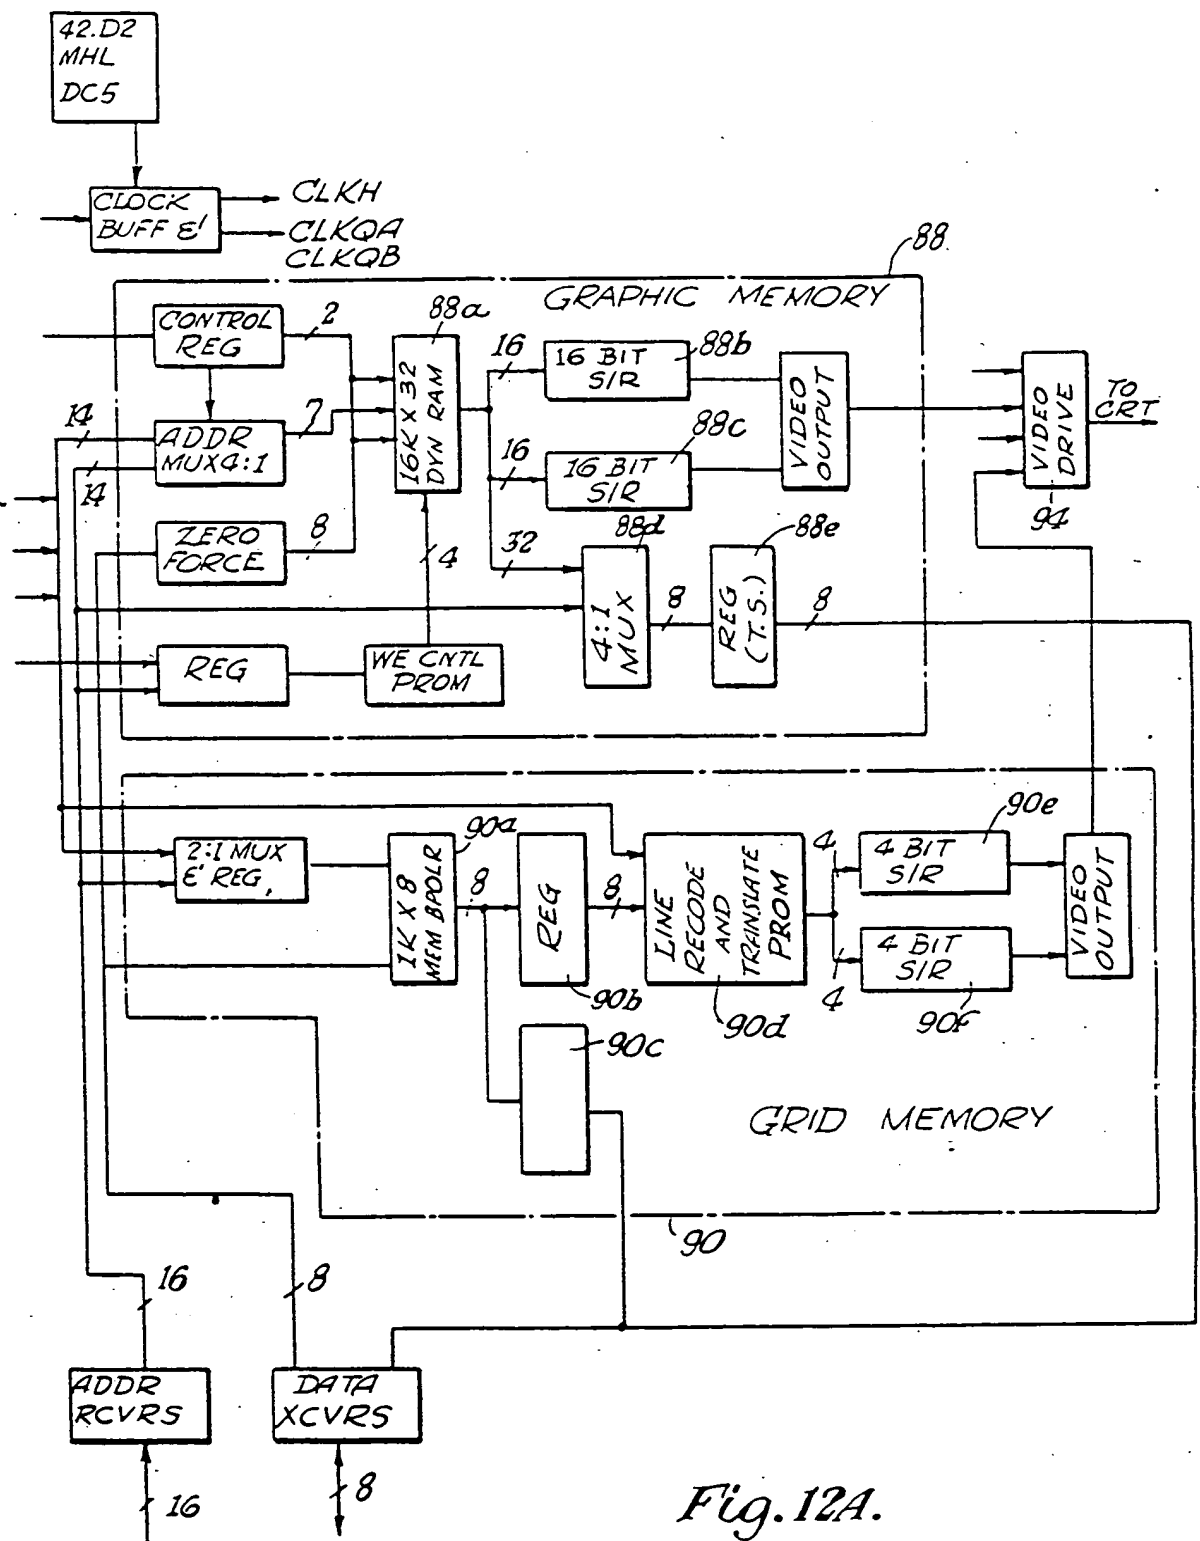 42.D2
MHL
DC5
CLOCK
BUFF &
CLKH
CLKQA
CLKQB
88
GRAPHIC MEMORY
CONTROL
REG
2
88a
16K X 32
DYN RAM
16
16 BIT
S/R
88b
VIDEO
OUTPUT
VIDEO
DRIVE
94
TO
CRT
14
14
ADDR
MUX 4:1
7
16
16 BIT
S/R
88c
ZERO
FORCE
8
4
32
88d
4:1
MUX
8
88e
REG
(T.S.)
8
REG
WE CNTL
PROM
2:1 MUX
& REG,
90a
1K X 8
MEM BPOLR
8
REG
90b
8
LINE
RECODE
AND
TRANSLATE
PROM
90d
4
4 BIT
S/R
90e
4
4 BIT
S/R
90f
VIDEO
OUTPUT
90c
GRID MEMORY
90
16
8
ADDR
RCVRS
DATA
XCVRS
16
8
Fig. 12A.